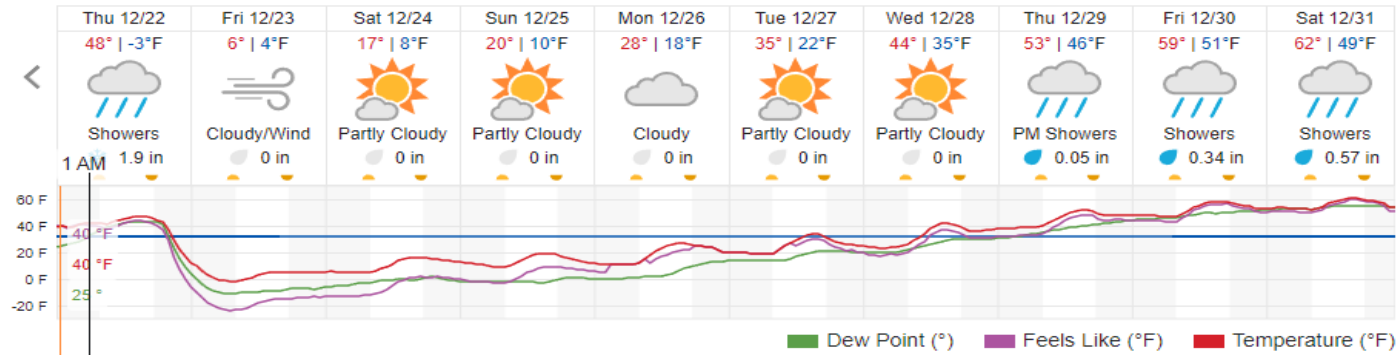 Thu 12/22 Fri 12/23 Sat 12/24 Sun 12/25 Mon 12/26 Tue 12/27 Wed 12/28 Thu 12/29 Fri 12/30 Sat 12/31
48° | -3°F 6° | 4°F 17° | 8°F 20° | 10°F 28° | 18°F 35° | 22°F 44° | 35°F 53° | 46°F 59° | 51°F 62° | 49°F
Showers Cloudy/Wind Partly Cloudy Partly Cloudy Cloudy Partly Cloudy Partly Cloudy PM Showers Showers Showers
1.9 in 0 in 0 in 0 in 0 in 0 in 0 in 0.05 in 0.34 in 0.57 in
1 AM
60 F
40 F
40 °F
20 F
40 °F
0 F
25 °
-20 F
Dew Point (°) Feels Like (°F) Temperature (°F)